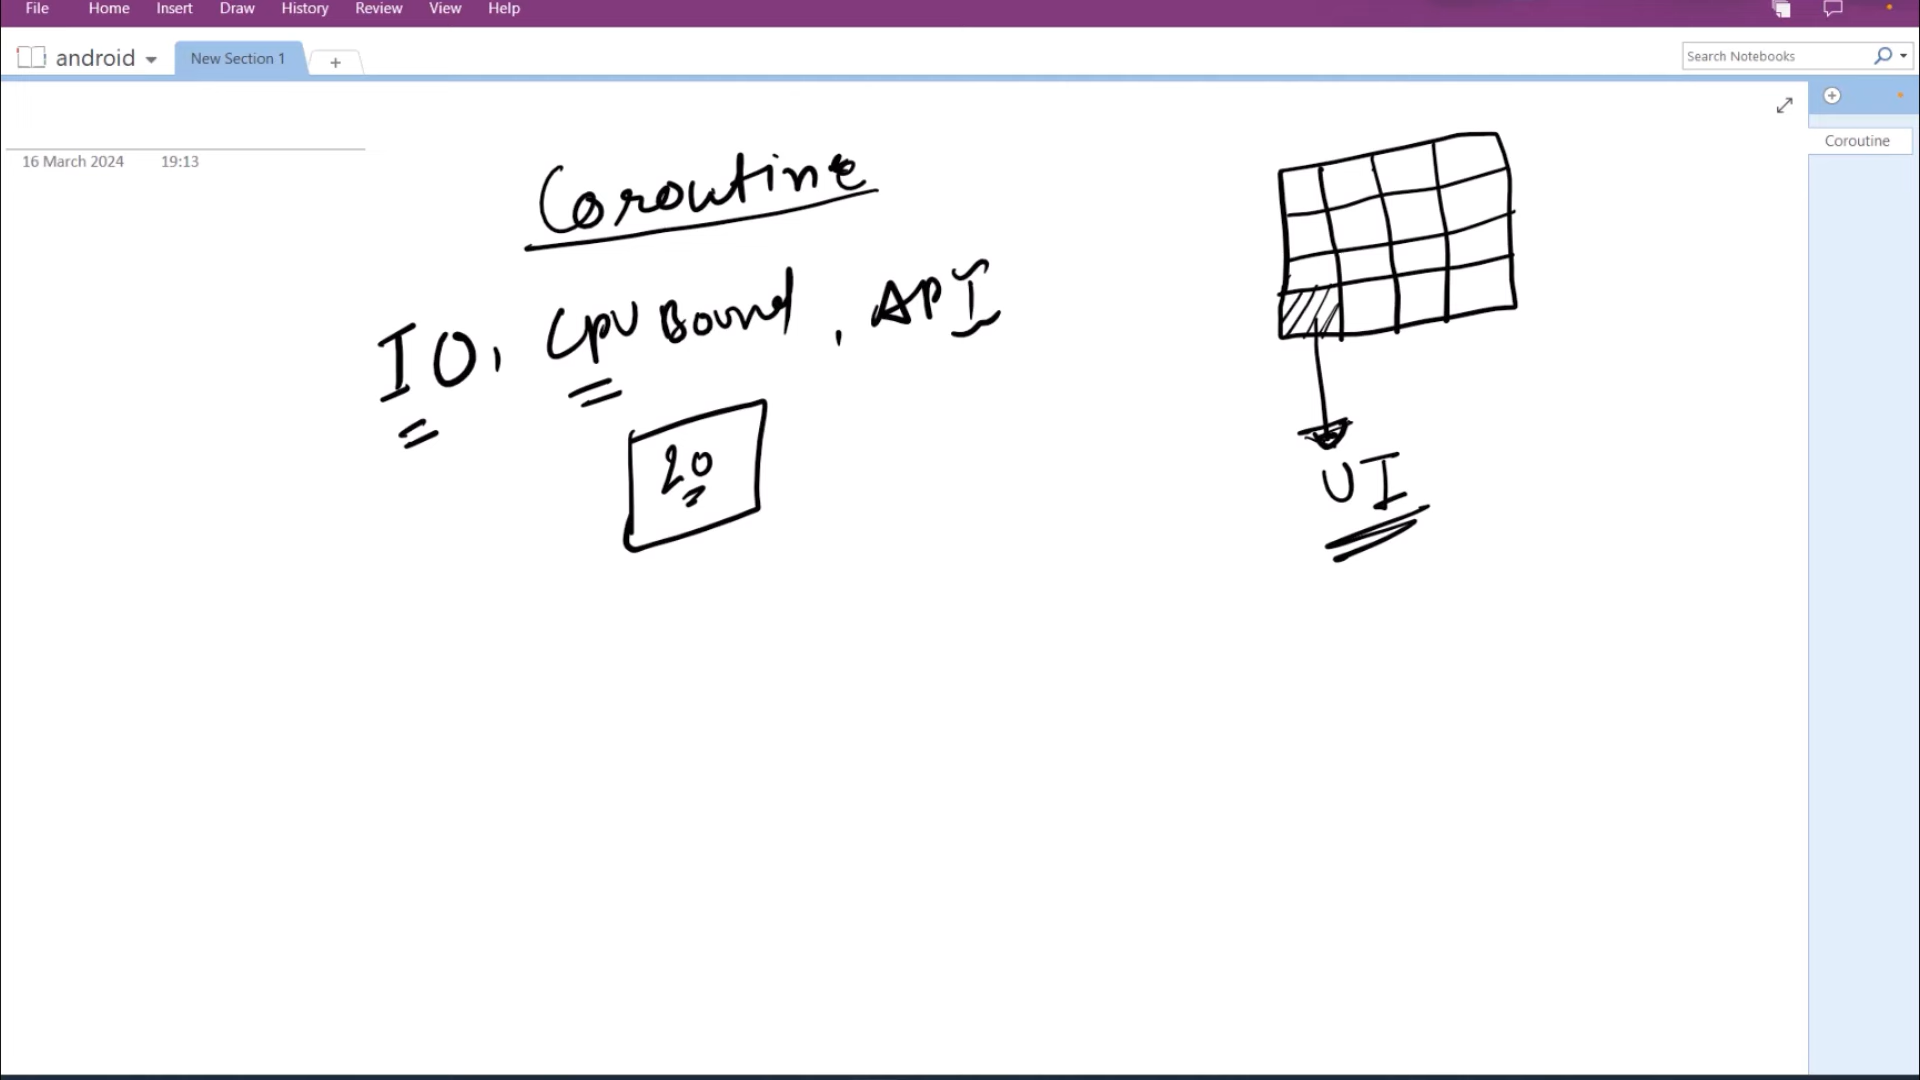 File Home Insert Draw History Review View Help
android New Section 1 +
Search Notebooks
Coroutine
16 March 2024 19:13
Coroutine
IO, CPU Bound, API
20
UI